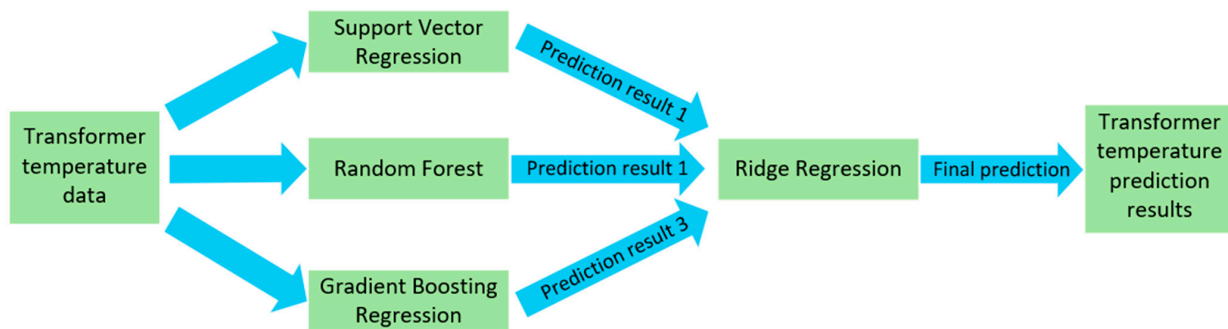 Support Vector
Regression
Prediction result 1
Transformer
temperature
data
Random Forest
Prediction result 1
Ridge Regression
Final prediction
Transformer
temperature
prediction
results
Gradient Boosting
Regression
Prediction result 3